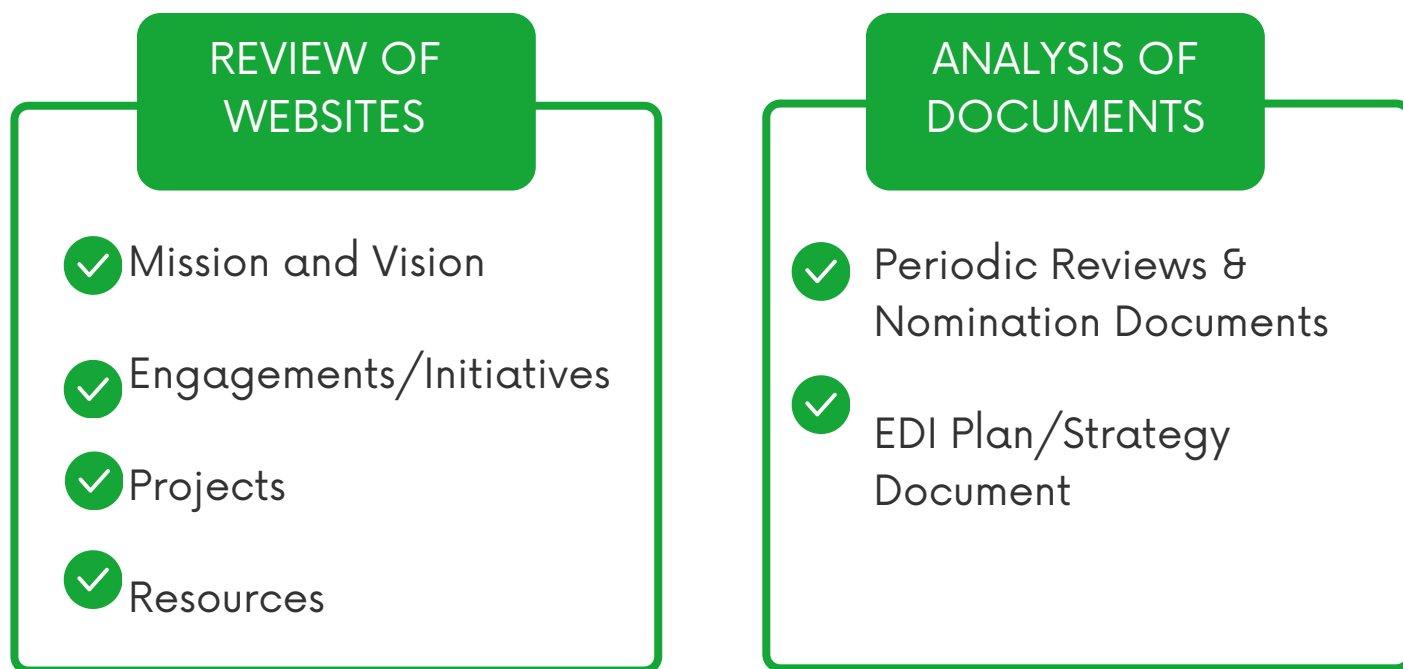 REVIEW OF
WEBSITES
Mission and Vision
Engagements/Initiatives
Projects
Resources
ANALYSIS OF
DOCUMENTS
Periodic Reviews &
Nomination Documents
EDI Plan/Strategy
Document